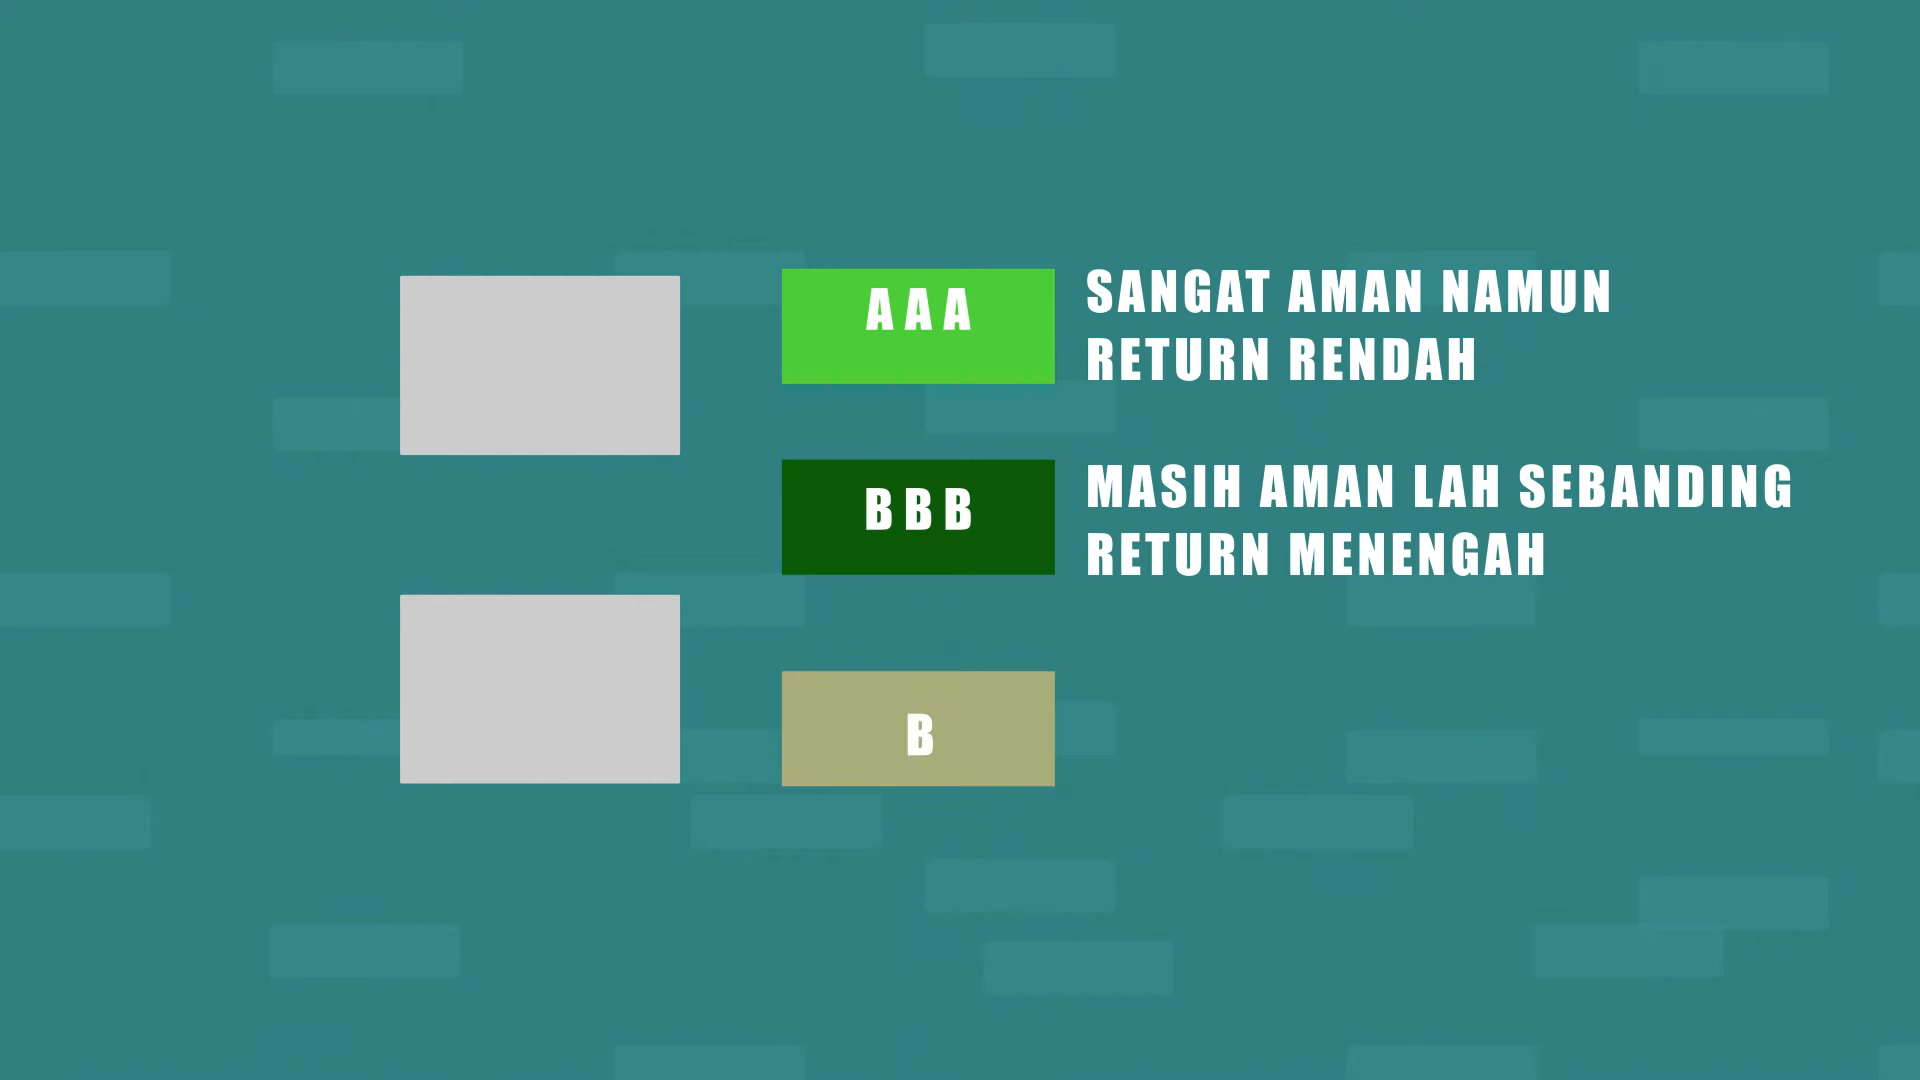 AAA
SANGAT AMAN NAMUN
RETURN RENDAH
BBB
MASIH AMAN LAH SEBANDING
RETURN MENENGAH
B